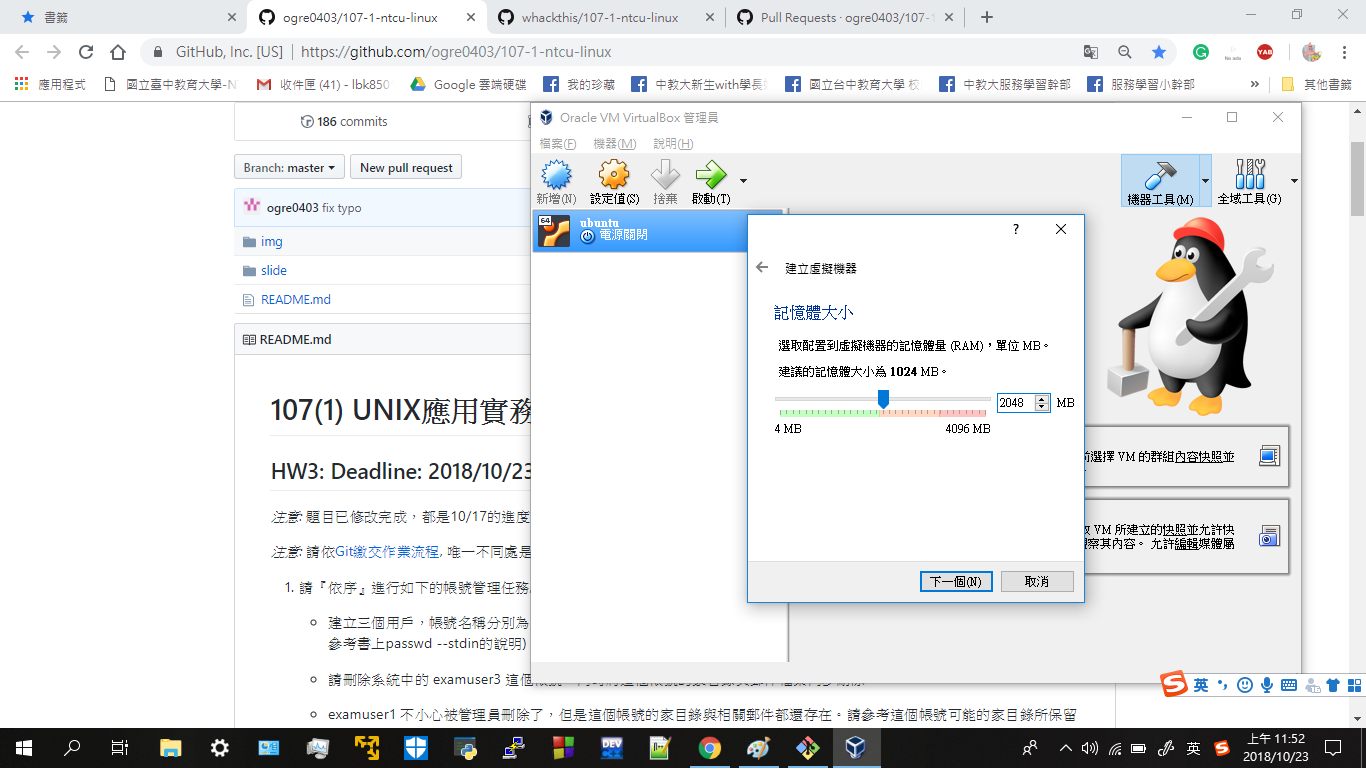 書籤
ogre0403/107-1-ntcu-linux
whackthis/107-1-ntcu-linux
Pull Requests · ogre0403/107-1
GitHub, Inc. [US] | https://github.com/ogre0403/107-1-ntcu-linux
應用程式
國立臺中教育大學-N
收件匣 (41) - lbk850
Google 雲端硬碟
我的珍藏
中教大新生with學長
國立台中教育大學 校
中教大服務學習幹部
服務學習小幹部
»
其他書籤
186 commits
Branch: master
New pull request
ogre0403 fix typo
img
slide
README.md
README.md
107(1) UNIX應用實務
HW3: Deadline: 2018/10/23
注意: 題目已修改完成，都是10/17的進度
注意: 請依Git繳交作業流程, 唯一不同處是
1. 請『依序』進行如下的帳號管理任務
建立三個用戶，帳號名稱分別為
參考書上passwd --stdin的說明)
請刪除系統中的 examuser3 這個
examuser1 不小心被管理員刪除了，但是這個帳號的家目錄與相關郵件都還存在。請參考這個帳號可能的家目錄所保留
Oracle VM VirtualBox 管理員
檔案(F)
機器(M)
說明(H)
新增(N)
設定值(S)
捨棄
啟動(T)
機器工具(M)
全域工具(G)
64
ubuntu
電源關閉
?
建立虛擬機器
記憶體大小
選取配置到虛擬機器的記憶體量 (RAM)，單位 MB。
建議的記憶體大小為 1024 MB。
2048
MB
4 MB
4096 MB
下一個(N)
取消
選擇 VM 的群組內容快照並
VM 所建立的快照並允許快
察其內容。 允許編輯媒體屬
英
DEV
英
上午 11:52
2018/10/23